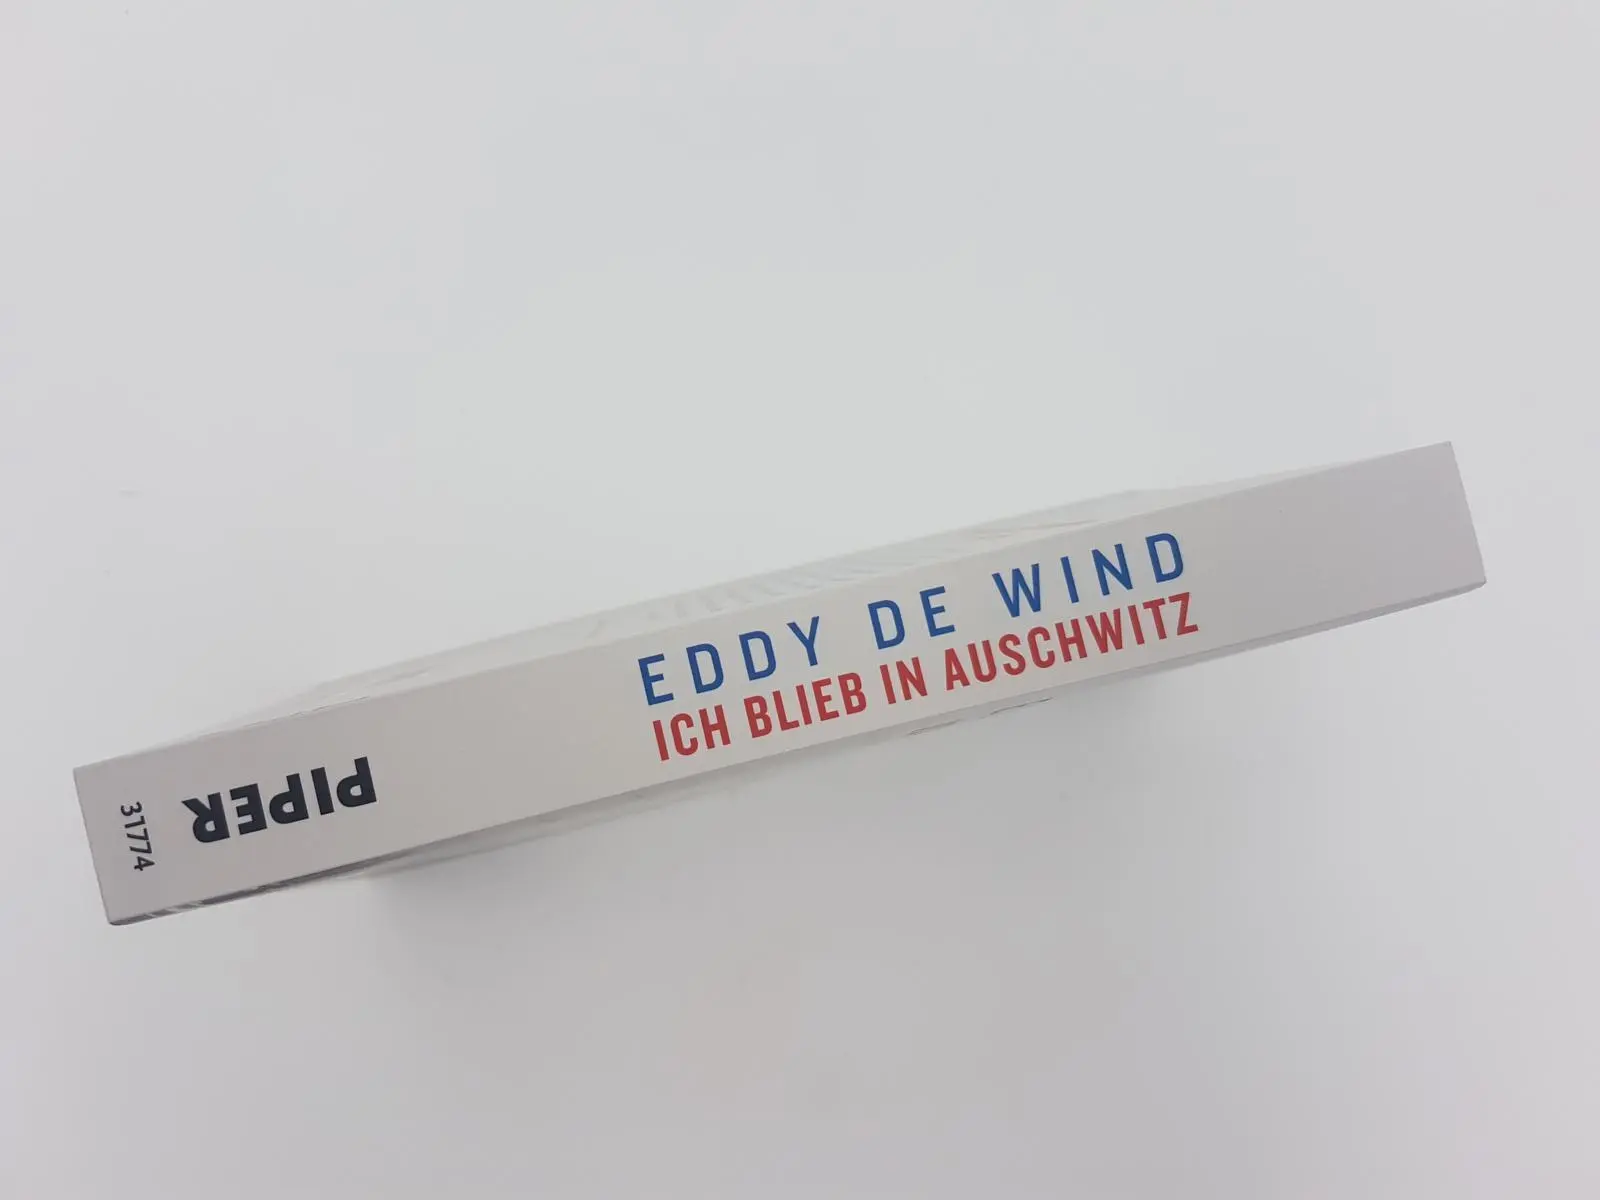 EDDY DE WIND
ICH BLIEB IN AUSCHWITZ
PIPER
31774